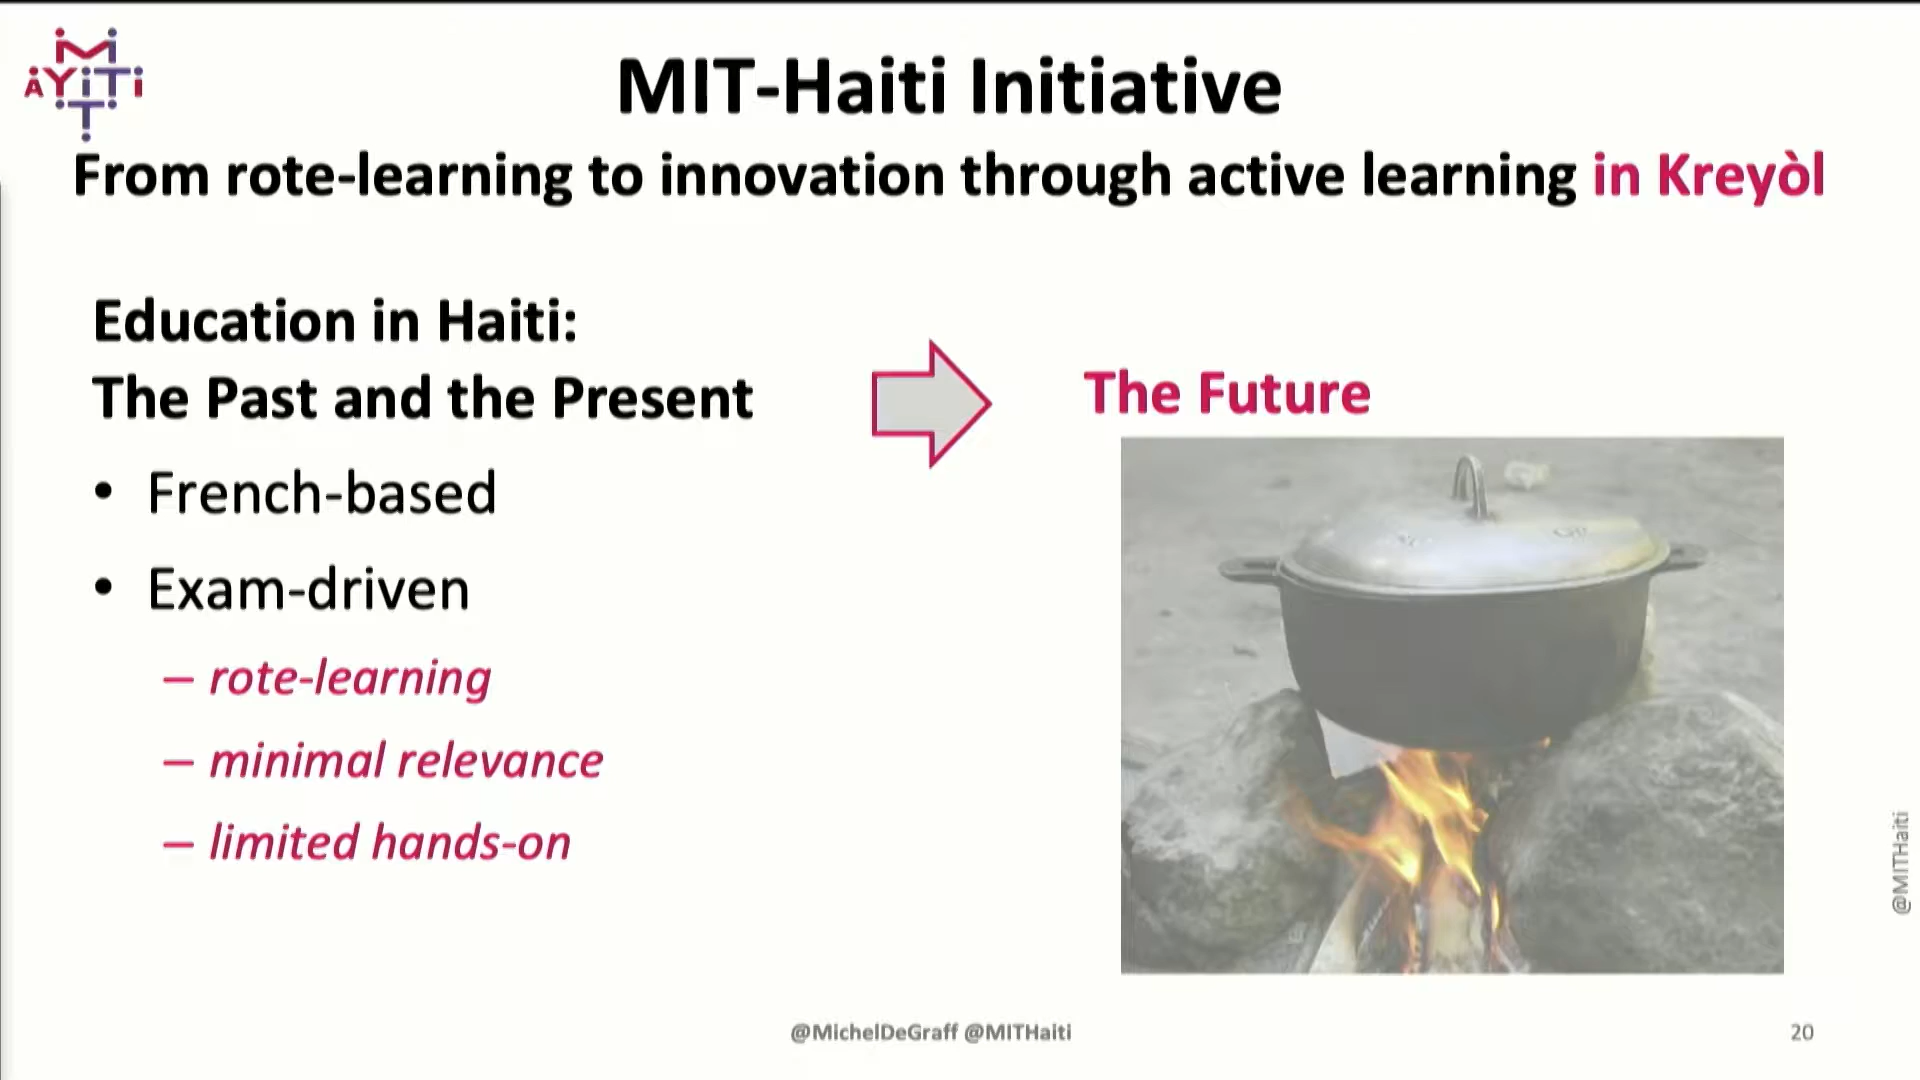 MIT
AYiTi
MIT-Haiti Initiative
From rote-learning to innovation through active learning in Kreyòl
Education in Haiti:
The Past and the Present
• French-based
• Exam-driven
– rote-learning
– minimal relevance
– limited hands-on
The Future
@MITHaiti
@MichelDeGraff @MITHaiti
20